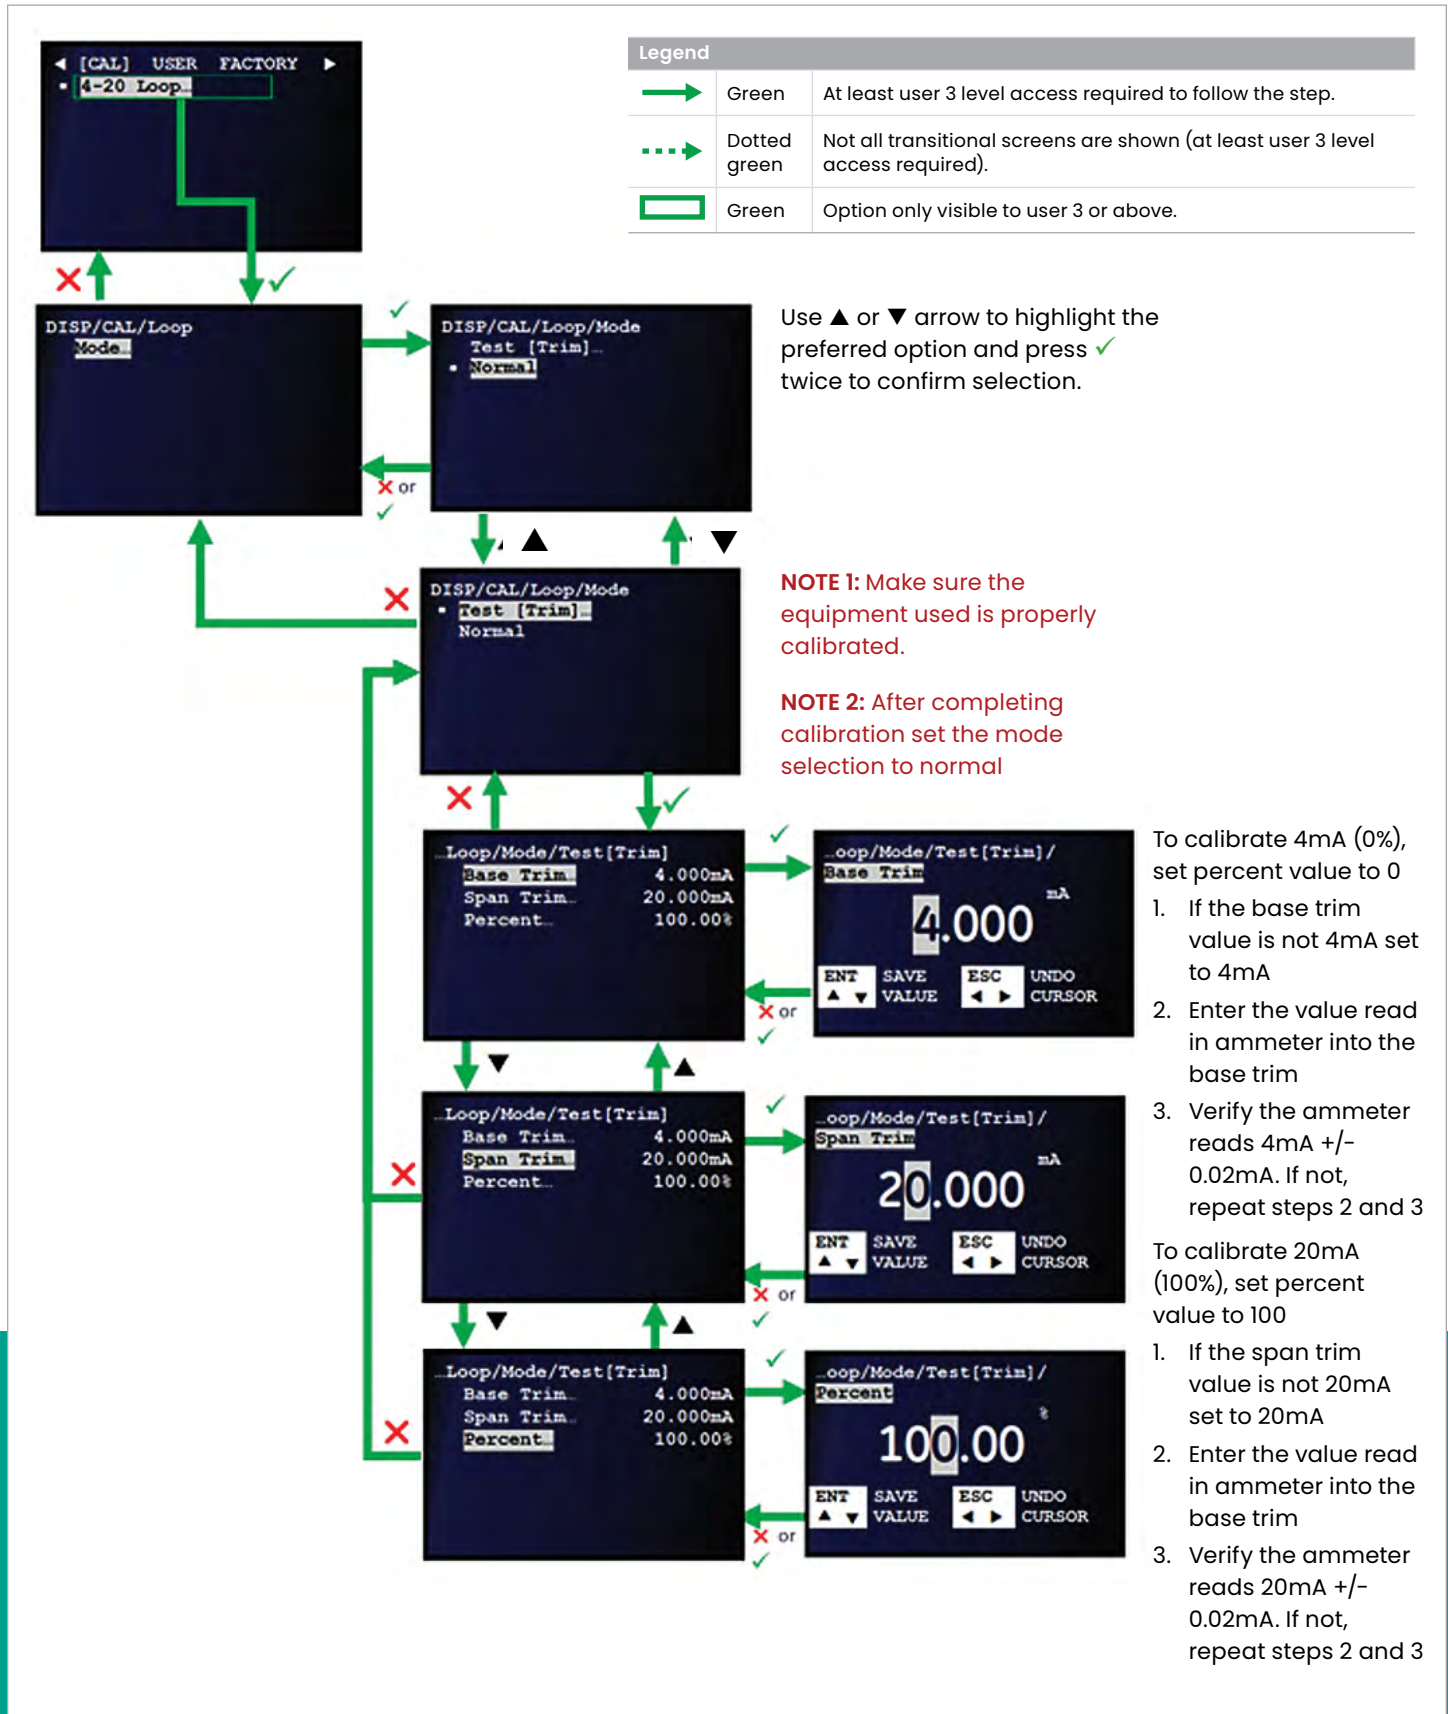 ◀ [CAL] USER FACTORY ▶
▪ 4-20 Loop…
Legend
Green At least user 3 level access required to follow the step.
Dotted green Not all transitional screens are shown (at least user 3 level access required).
Green Option only visible to user 3 or above.
✗
✓
DISP/CAL/Loop
Mode…
✓
DISP/CAL/Loop/Mode
Test [Trim]…
▪ Normal
✗ or
✓
Use ▲ or ▼ arrow to highlight the
preferred option and press ✓
twice to confirm selection.
▲
▼
✗
DISP/CAL/Loop/Mode
▪ Test [Trim]…
Normal
NOTE 1: Make sure the
equipment used is properly
calibrated.
NOTE 2: After completing
calibration set the mode
selection to normal
✗
✓
…Loop/Mode/Test[Trim]
Base Trim… 4.000mA
Span Trim… 20.000mA
Percent… 100.00%
✓
…oop/Mode/Test[Trim]/
Base Trim
mA
4.000
ENT SAVE ESC UNDO
▲ ▼ VALUE ◀ ▶ CURSOR
✗ or
✓
To calibrate 4mA (0%),
set percent value to 0
1. If the base trim
value is not 4mA set
to 4mA
2. Enter the value read
in ammeter into the
base trim
3. Verify the ammeter
reads 4mA +/-
0.02mA. If not,
repeat steps 2 and 3
▼
▲
…Loop/Mode/Test[Trim]
Base Trim… 4.000mA
Span Trim… 20.000mA
Percent… 100.00%
✗
✓
…oop/Mode/Test[Trim]/
Span Trim
mA
20.000
ENT SAVE ESC UNDO
▲ ▼ VALUE ◀ ▶ CURSOR
✗ or
✓
To calibrate 20mA
(100%), set percent
value to 100
1. If the span trim
value is not 20mA
set to 20mA
2. Enter the value read
in ammeter into the
base trim
3. Verify the ammeter
reads 20mA +/-
0.02mA. If not,
repeat steps 2 and 3
▼
▲
…Loop/Mode/Test[Trim]
Base Trim… 4.000mA
Span Trim… 20.000mA
Percent… 100.00%
✗
✓
…oop/Mode/Test[Trim]/
Percent
%
100.00
ENT SAVE ESC UNDO
▲ ▼ VALUE ◀ ▶ CURSOR
✗ or
✓